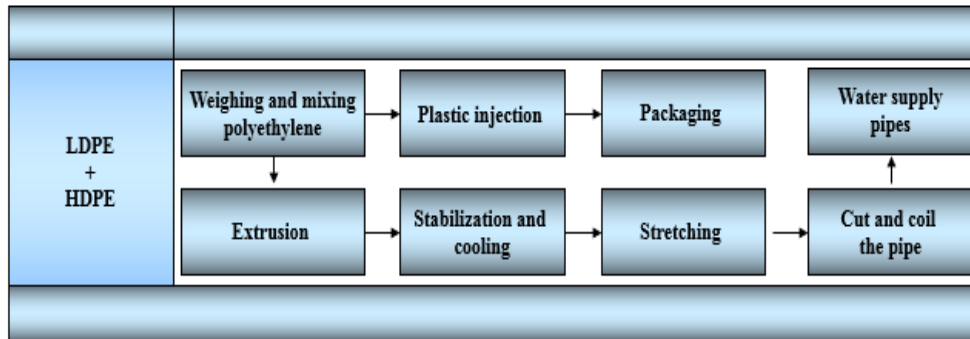 LDPE
+
HDPE
Weighing and mixing
polyethylene
Plastic injection
Packaging
Water supply
pipes
Extrusion
Stabilization and
cooling
Stretching
Cut and coil
the pipe